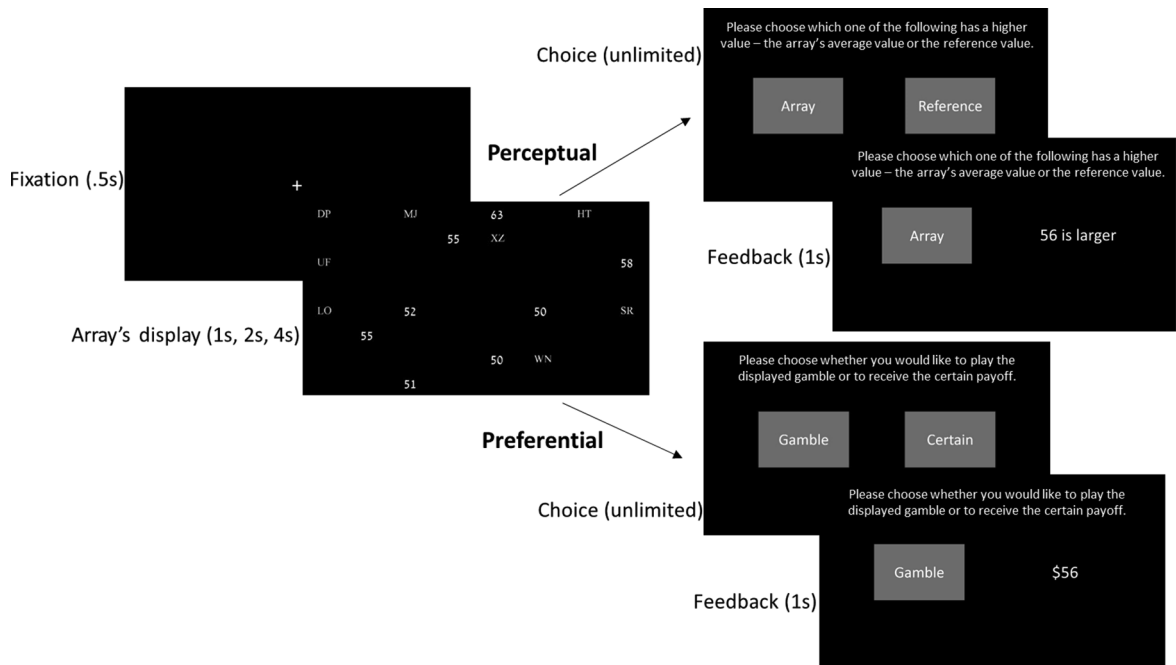 Fixation (.5s)
+
Array's display (1s, 2s, 4s)
DP MJ 63 HT
55 XZ
UF 58
LO 52 50 SR
55
50 WN
51
Perceptual
Choice (unlimited)
Please choose which one of the following has a higher
value – the array's average value or the reference value.
Array Reference
Feedback (1s)
Please choose which one of the following has a higher
value – the array's average value or the reference value.
Array 56 is larger
Preferential
Choice (unlimited)
Please choose whether you would like to play the
displayed gamble or to receive the certain payoff.
Gamble Certain
Feedback (1s)
Please choose whether you would like to play the
displayed gamble or to receive the certain payoff.
Gamble $56